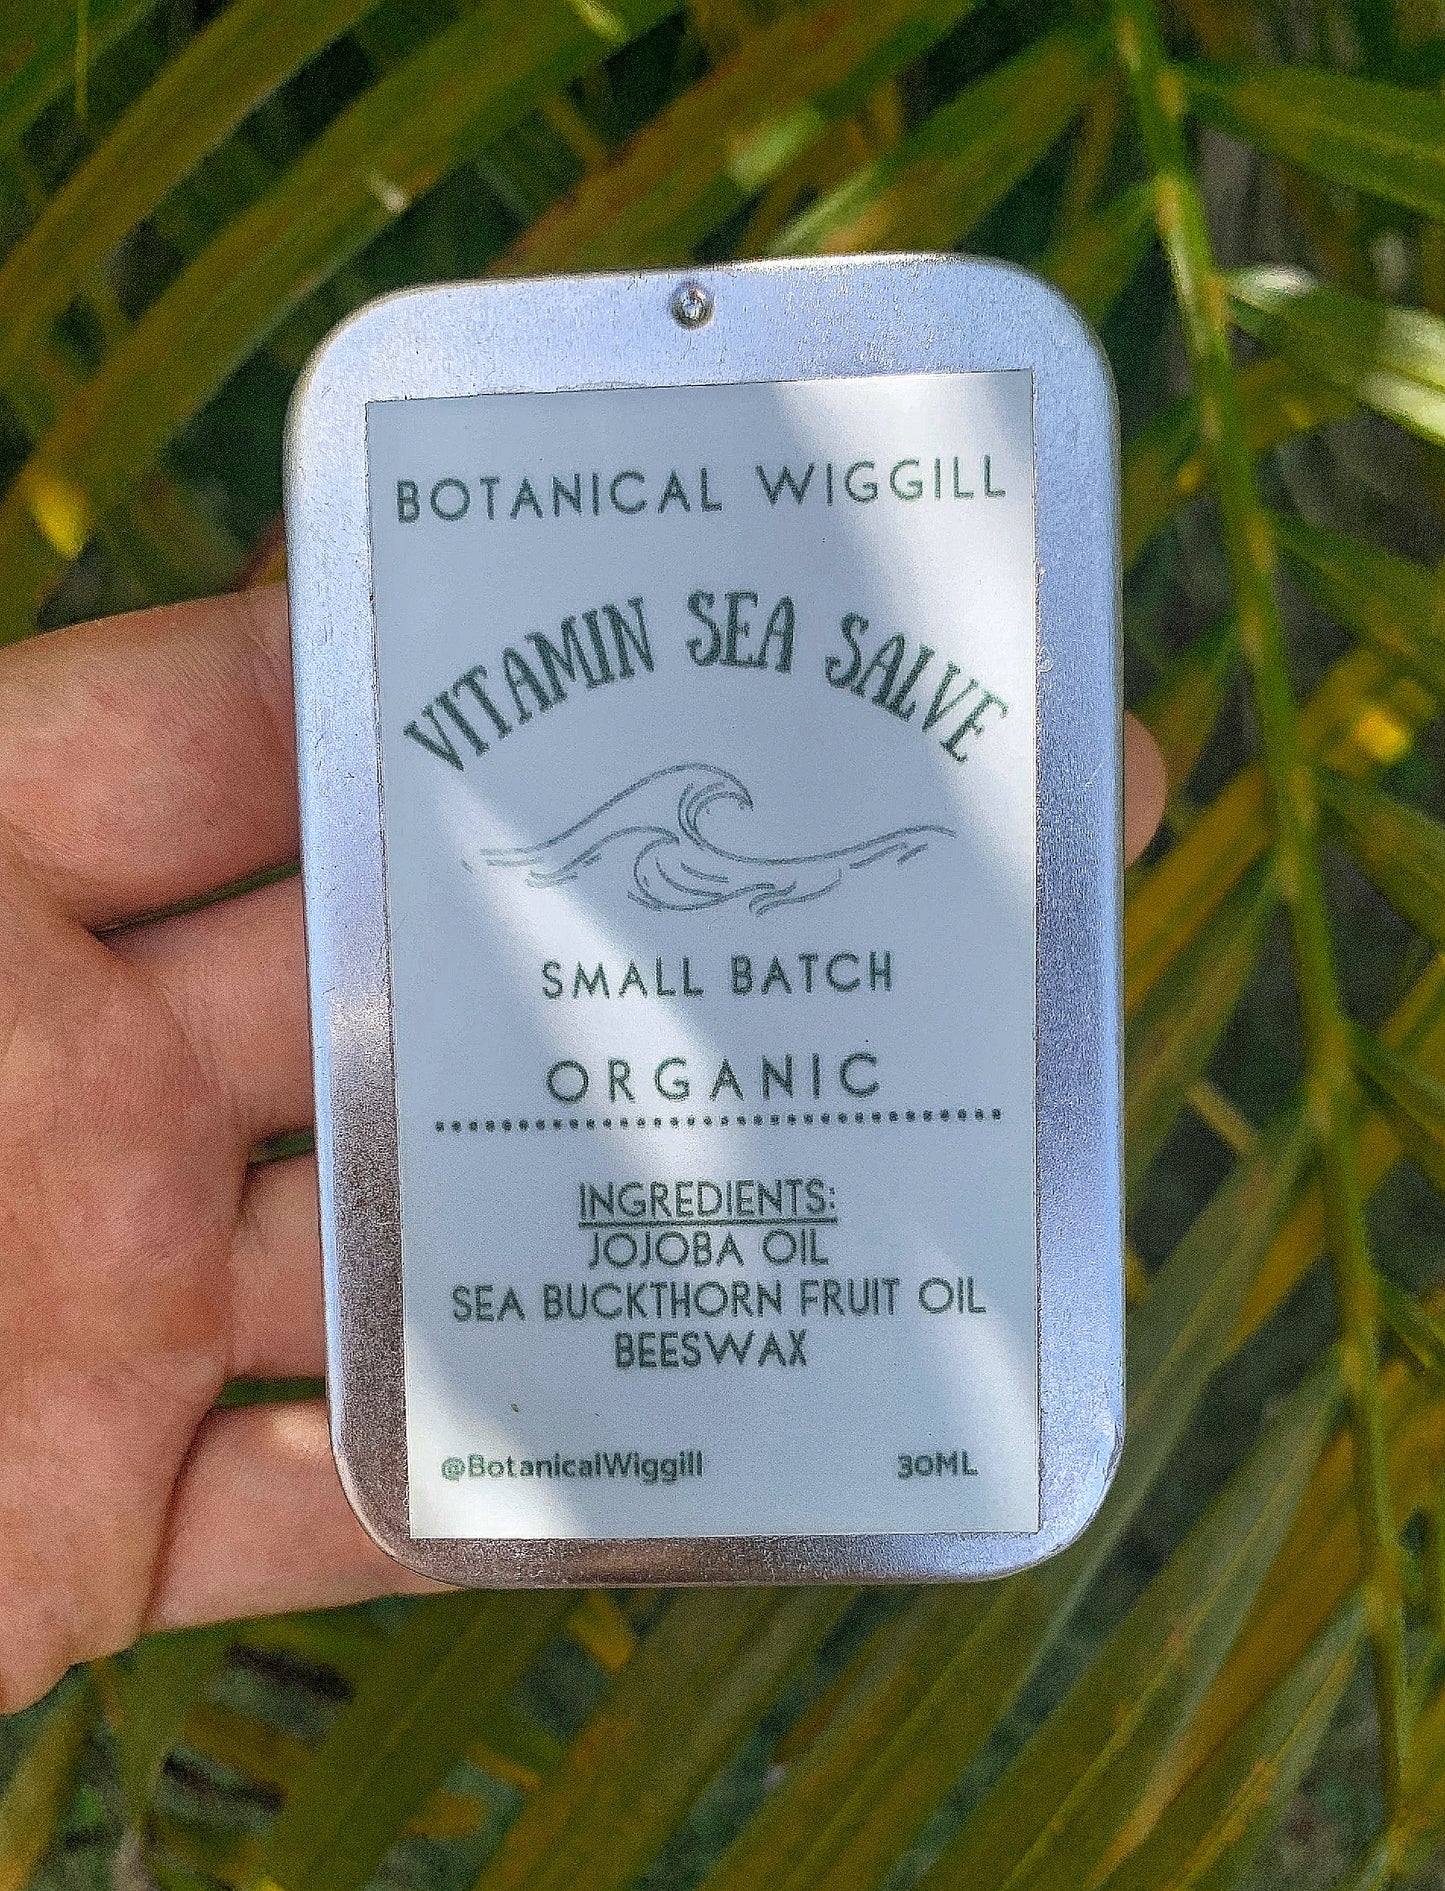 BOTANICAL WIGGILL
VITAMIN SEA SALVE
SMALL BATCH
ORGANIC
INGREDIENTS:
JOJOBA OIL
SEA BUCKTHORN FRUIT OIL
BEESWAX
@BotanicalWiggill 30ML